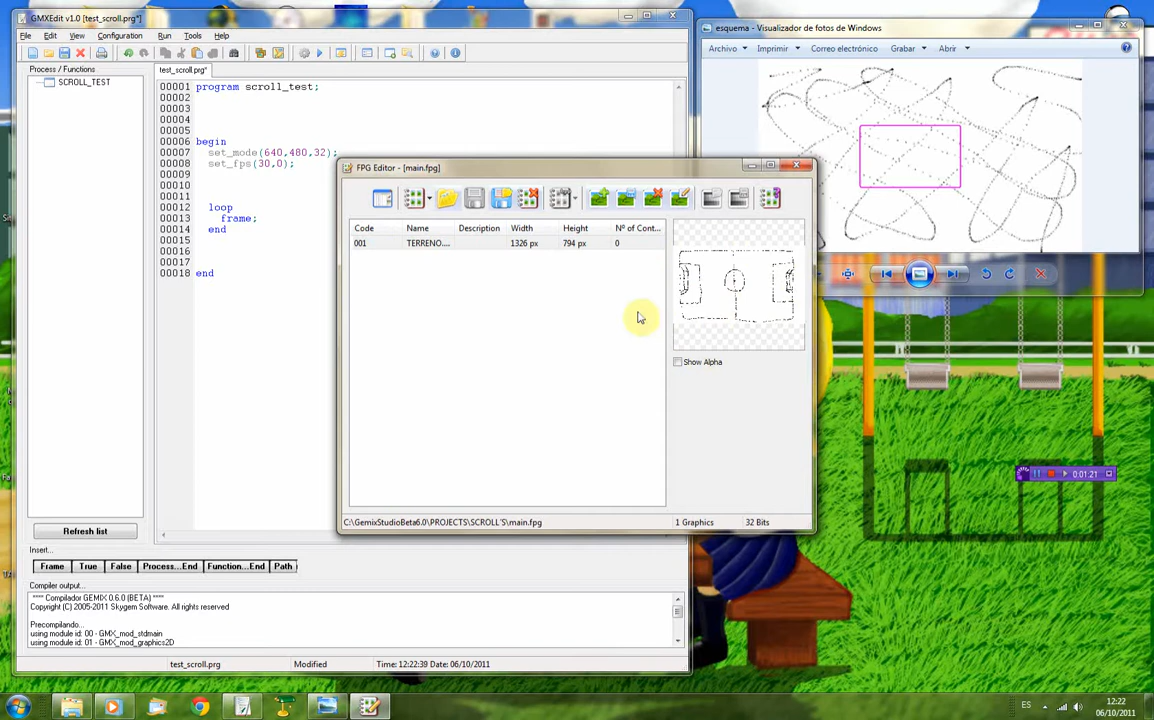 GMXEdit v1.0 [test_scroll.prg*]
File Edit View Configuration Run Tools Help
Process / Functions
SCROLL_TEST
test_scroll.prg*
00001 program scroll_test;
00002
00003
00004
00005
00006 begin
00007 set_mode(640,480,32);
00008 set_fps(30,0);
00009
00010
00011
00012 loop
00013 frame;
00014 end
00015
00016
00017
00018 end
Refresh list
Insert...
Frame True False Process...End Function...End Path
Compiler output...
**** Compilador GEMIX 0.6.0 (BETA) ****
Copyright (C) 2005-2011 Skygem Software. All rights reserved
Precompilando...
using module id: 00 - GMX_mod_stdmain
using module id: 01 - GMX_mod_graphics2D
test_scroll.prg Modified Time: 12:22:39 Date: 06/10/2011
FPG Editor - [main.fpg]
Code Name Description Width Height Nº of Cont...
001 TERRENO.... 1326 px 794 px 0
Show Alpha
C:\GemixStudioBeta6.0\PROJECTS\SCROLL'S\main.fpg 1 Graphics 32 Bits
esquema - Visualizador de fotos de Windows
Archivo Imprimir Correo electrónico Grabar Abrir
0:01:21
ES
12:22
06/10/2011